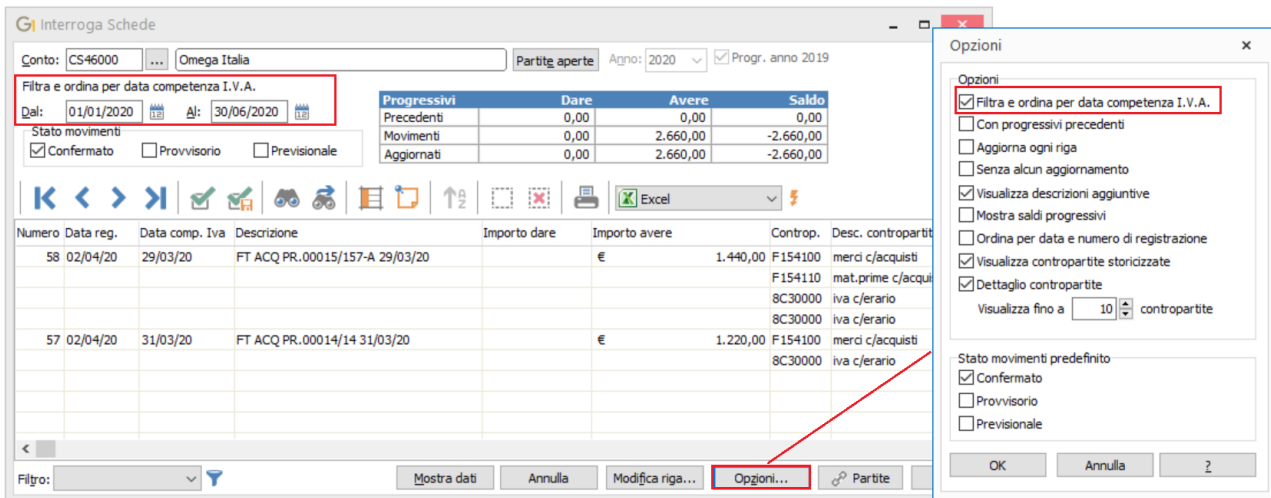 Interroga Schede
Conto: CS46000 ... Omega Italia Partite aperte Anno: 2020 Progr. anno 2019
Filtra e ordina per data competenza I.V.A.
Dal: 01/01/2020 Al: 30/06/2020
Stato movimenti
Confermato Provvisorio Previsionale
Progressivi Dare Avere Saldo
Precedenti 0,00 0,00 0,00
Movimenti 0,00 2.660,00 -2.660,00
Aggiornati 0,00 2.660,00 -2.660,00
Excel
Numero Data reg. Data comp. Iva Descrizione Importo dare Importo avere Controp. Desc. contropartit
58 02/04/20 29/03/20 FT ACQ PR.00015/157-A 29/03/20 € 1.440,00 F154100 merci c/acquisti
F154110 mat.prime c/acqui
8C30000 iva c/erario
8C30000 iva c/erario
57 02/04/20 31/03/20 FT ACQ PR.00014/14 31/03/20 € 1.220,00 F154100 merci c/acquisti
8C30000 iva c/erario
Filtro: Mostra dati Annulla Modifica riga... Opzioni... Partite
Opzioni
Opzioni
Filtra e ordina per data competenza I.V.A.
Con progressivi precedenti
Aggiorna ogni riga
Senza alcun aggiornamento
Visualizza descrizioni aggiuntive
Mostra saldi progressivi
Ordina per data e numero di registrazione
Visualizza contropartite storicizzate
Dettaglio contropartite
Visualizza fino a 10 contropartite
Stato movimenti predefinito
Confermato
Provvisorio
Previsionale
OK Annulla ?